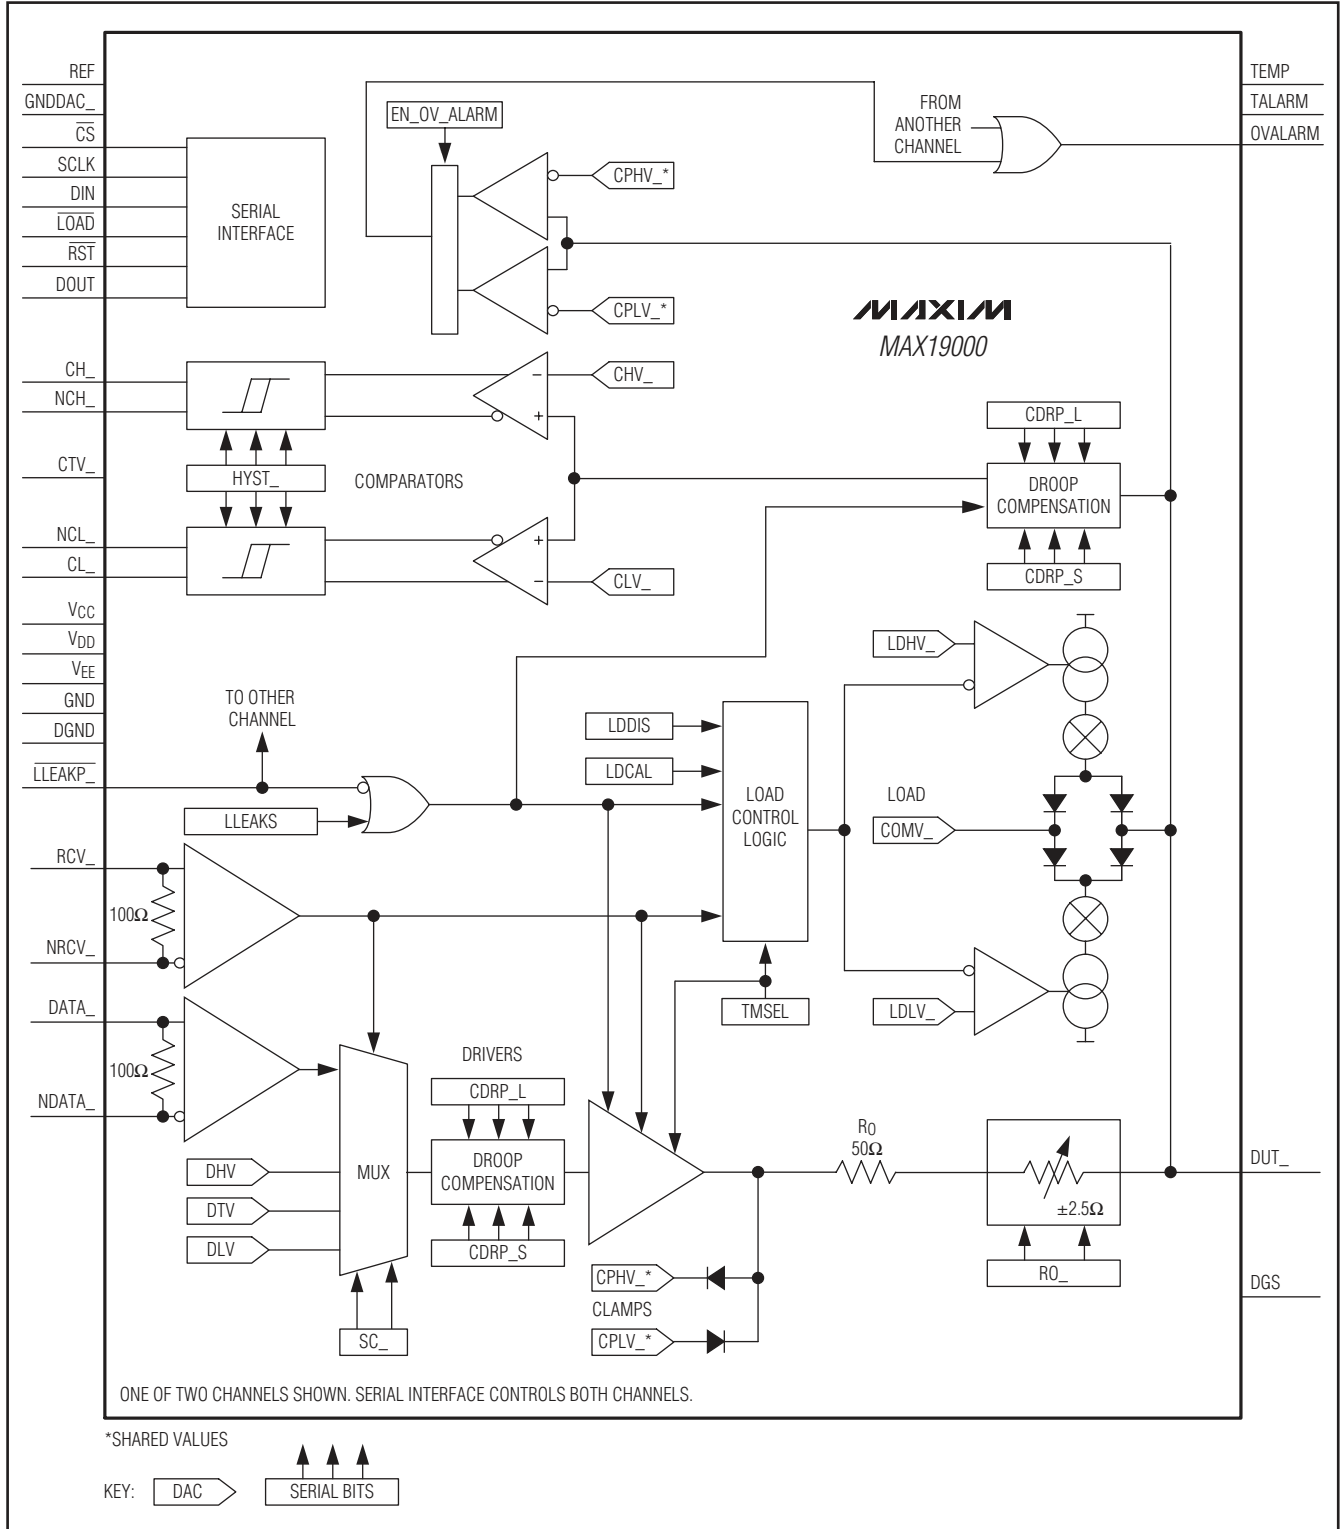 REF
GNDDAC_
CS
SCLK
DIN
LOAD
RST
DOUT
SERIAL
INTERFACE
EN_OV_ALARM
CPHV_*
CPLV_*
FROM
ANOTHER
CHANNEL
TEMP
TALARM
OVALARM
MAXIM
MAX19000
CH_
NCH_
CTV_
NCL_
CL_
HYST_
COMPARATORS
CHV_
CLV_
CDRP_L
DROOP
COMPENSATION
CDRP_S
VCC
VDD
VEE
GND
DGND
LLEAKP_
TO OTHER
CHANNEL
LLEAKS
LDDIS
LDCAL
LOAD
CONTROL
LOGIC
TMSEL
LDHV_
LOAD
COMV_
LDLV_
RCV_
100Ω
NRCV_
DATA_
100Ω
NDATA_
DHV
DTV
DLV
MUX
SC_
DRIVERS
CDRP_L
DROOP
COMPENSATION
CDRP_S
RO
50Ω
±2.5Ω
RO_
DUT_
DGS
CPHV_*
CLAMPS
CPLV_*
ONE OF TWO CHANNELS SHOWN. SERIAL INTERFACE CONTROLS BOTH CHANNELS.
*SHARED VALUES
KEY:
DAC
SERIAL BITS